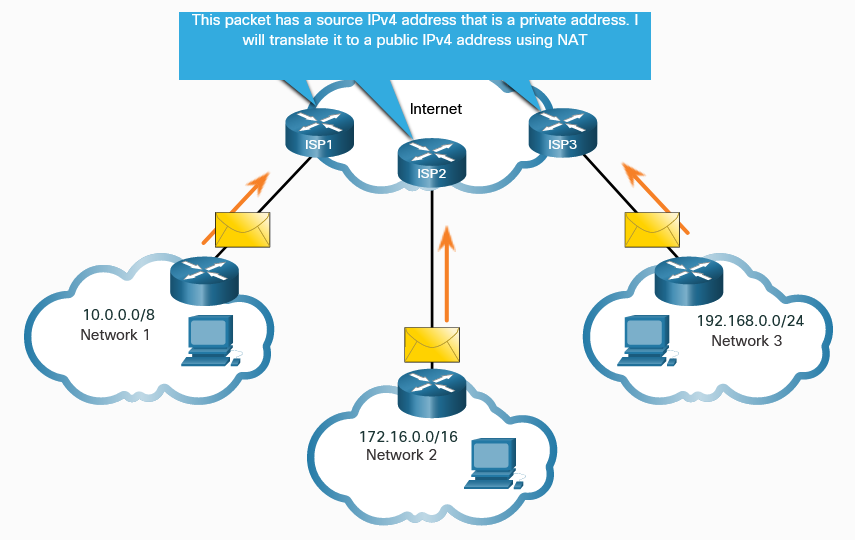 This packet has a source IPv4 address that is a private address. I
will translate it to a public IPv4 address using NAT
Internet
ISP1
ISP2
ISP3
10.0.0.0/8
Network 1
192.168.0.0/24
Network 3
172.16.0.0/16
Network 2